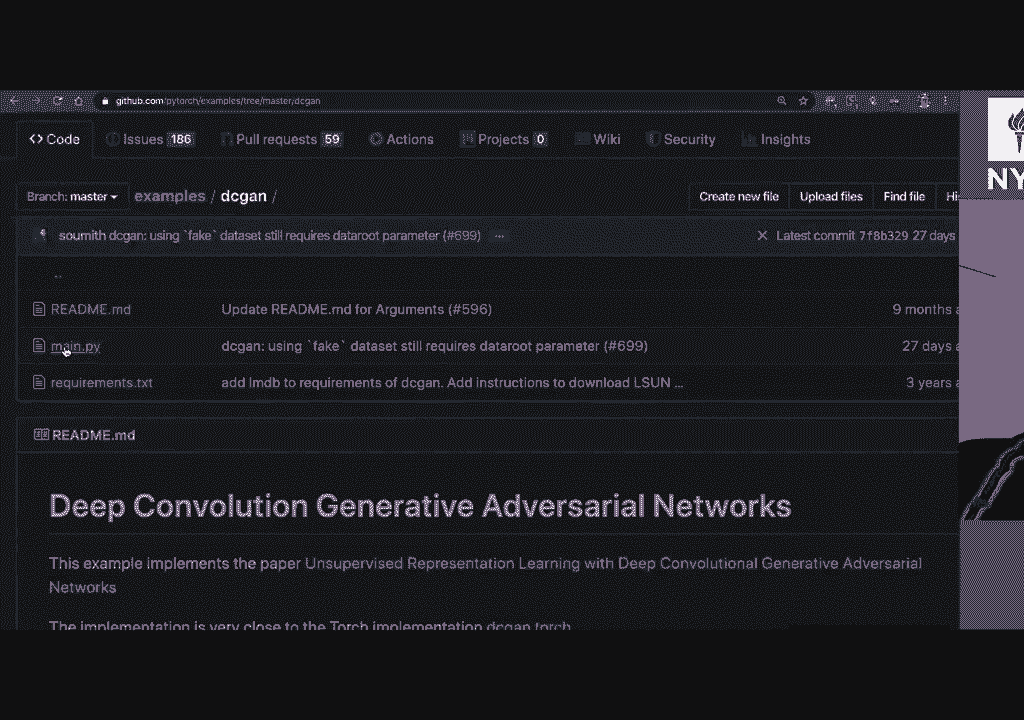 github.com/pytorch/examples/tree/master/dcgan
Code Issues 186 Pull requests 59 Actions Projects 0 Wiki Security Insights
Branch: master examples / dcgan / Create new file Upload files Find file Hi
soumith dcgan: using `fake` dataset still requires dataroot parameter (#699) ... Latest commit 7f8b329 27 days
..
README.md Update README.md for Arguments (#596) 9 months a
main.py dcgan: using `fake` dataset still requires dataroot parameter (#699) 27 days a
requirements.txt add lmdb to requirements of dcgan. Add instructions to download LSUN ... 3 years a
README.md
Deep Convolution Generative Adversarial Networks
This example implements the paper Unsupervised Representation Learning with Deep Convolutional Generative Adversarial
Networks
The implementation is very close to the Torch implementation dcgan.torch
NY